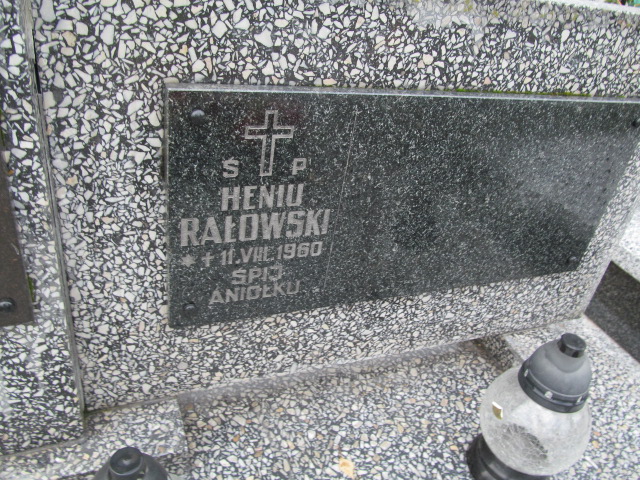 Ś P
HENIU
RAŁOWSKI
*+ 11.VIII.1960
ŚPIJ
ANIOŁKU